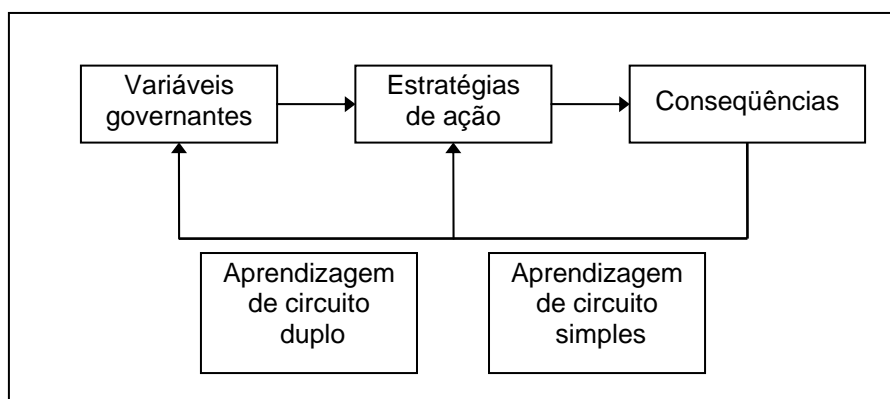 Variáveis
governantes
Estratégias
de ação
Conseqüências
Aprendizagem
de circuito
duplo
Aprendizagem
de circuito
simples